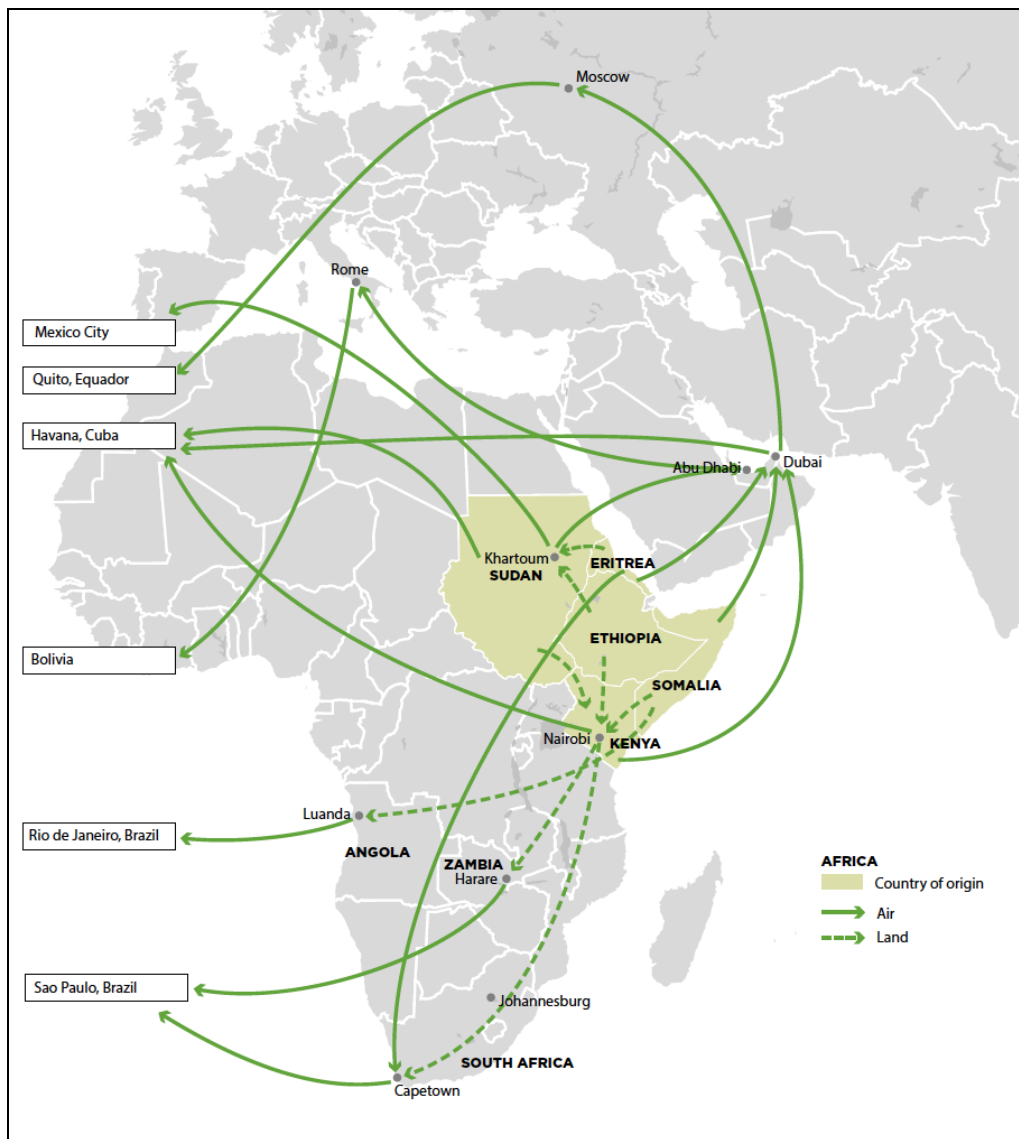 Moscow
Rome
Mexico City
Quito, Equador
Havana, Cuba
Abu Dhabi
Dubai
Khartoum
SUDAN
ERITREA
ETHIOPIA
Bolivia
SOMALIA
Nairobi
KENYA
Luanda
Rio de Janeiro, Brazil
ANGOLA
ZAMBIA
Harare
AFRICA
Country of origin
Air
Land
Sao Paulo, Brazil
Johannesburg
SOUTH AFRICA
Capetown